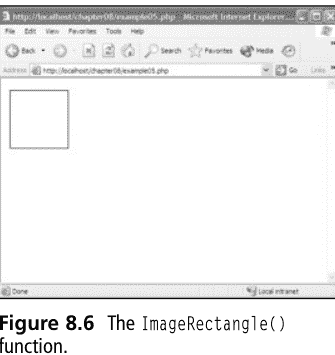 http://localhost/chapter08/example05.php - Microsoft Internet Explorer...
File Edit View Favorites Tools Help
Back Search Favorites Media
Address http://localhost/chapter08/example05.php Go Links
Done Local intranet
Figure 8.6 The ImageRectangle()
function.